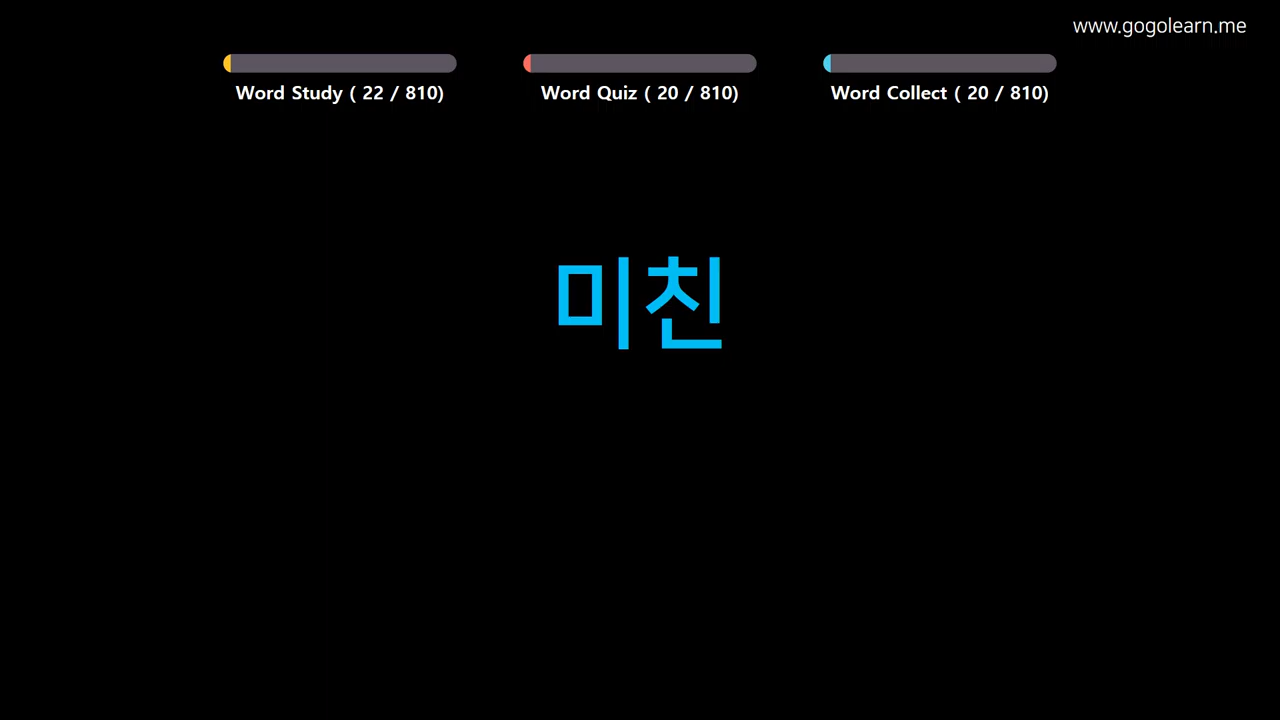 www.gogolearn.me
Word Study ( 22 / 810)
Word Quiz ( 20 / 810)
Word Collect ( 20 / 810)
미친